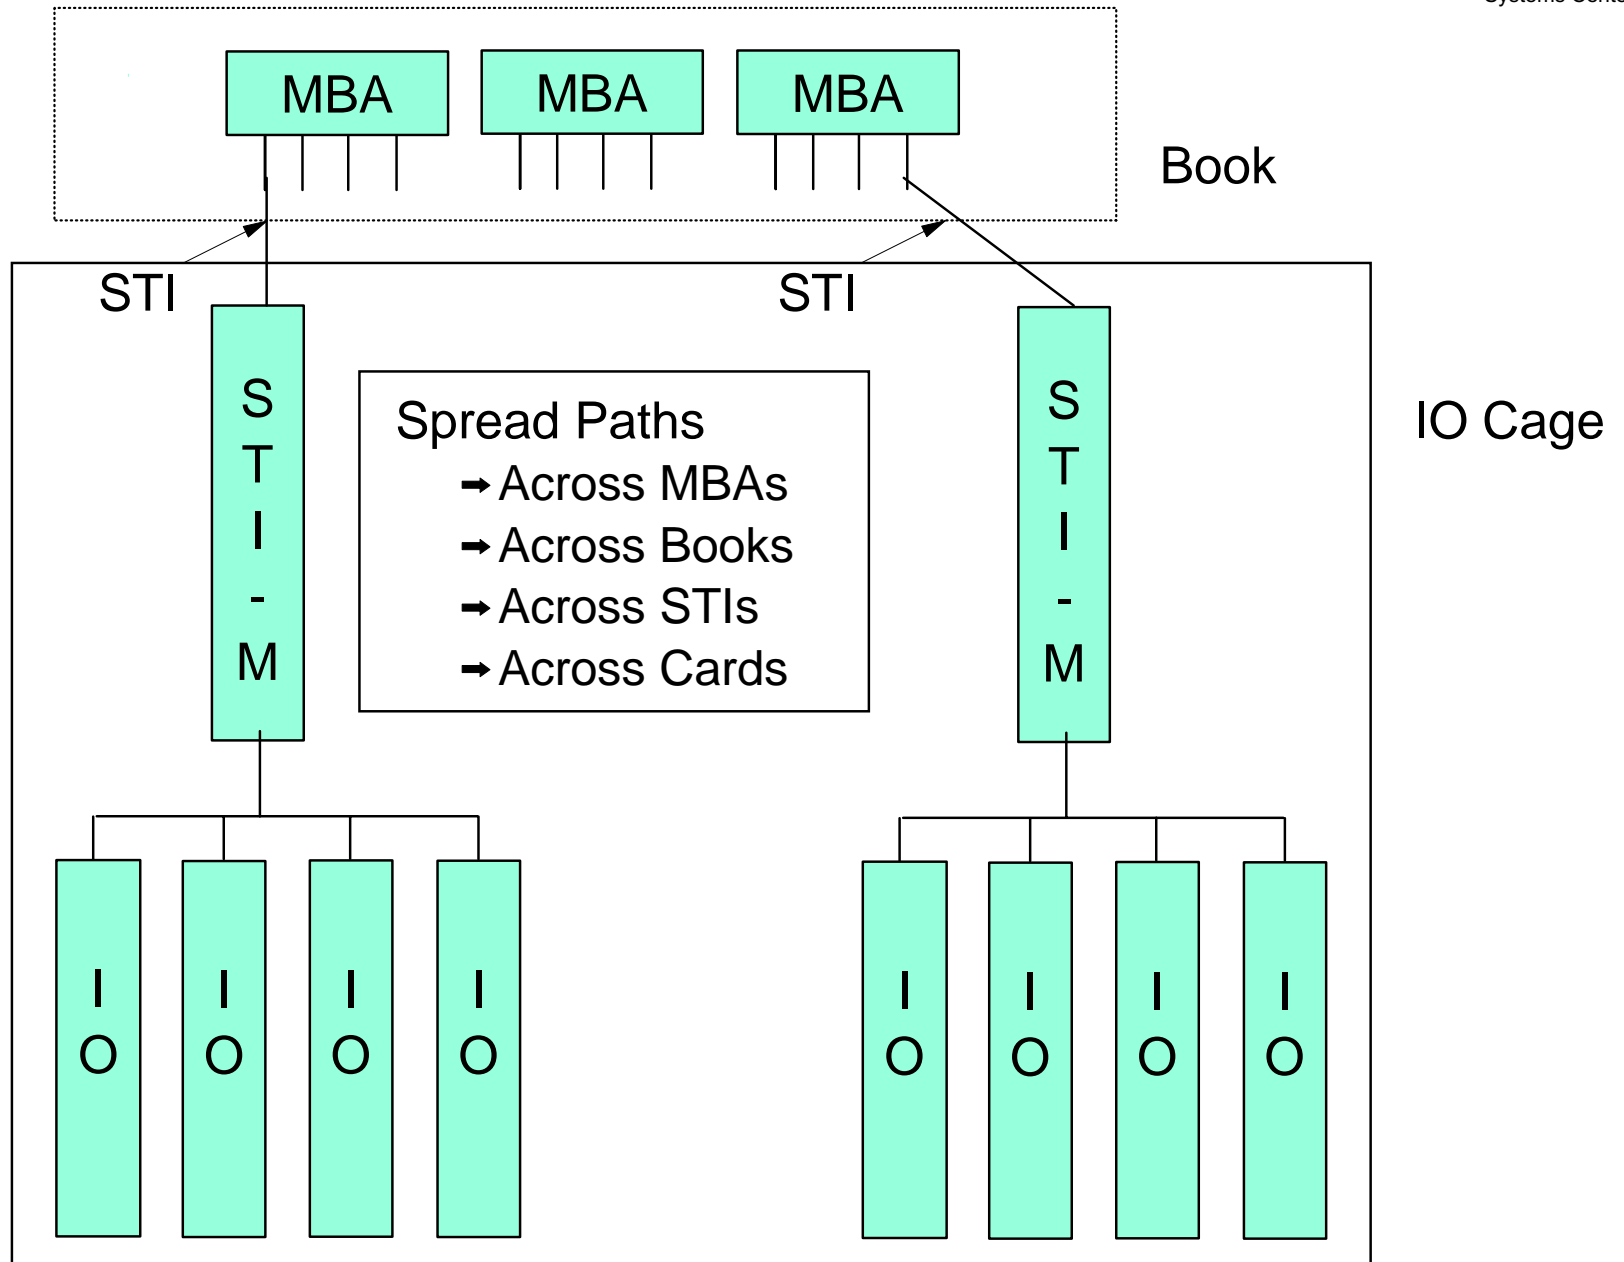 MBA MBA MBA
Book
STI STI
S
T
I
-
M
S
T
I
-
M
Spread Paths
➞ Across MBAs
➞ Across Books
➞ Across STIs
➞ Across Cards
IO Cage
I
O
I
O
I
O
I
O
I
O
I
O
I
O
I
O